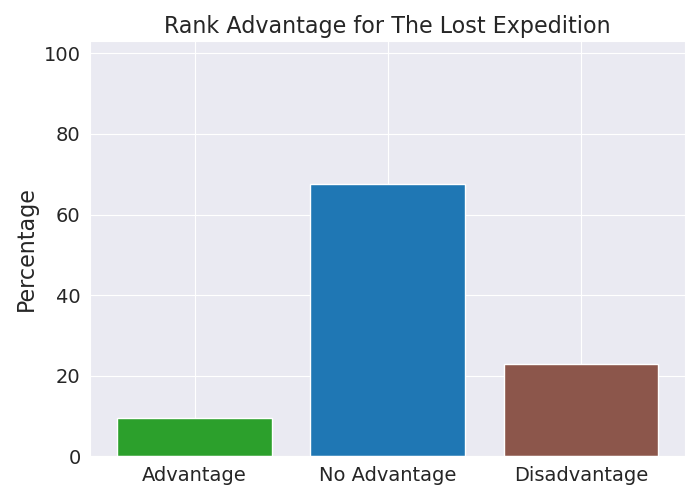 Rank Advantage for The Lost Expedition
100
80
60
40
20
0
Percentage
Advantage
No Advantage
Disadvantage